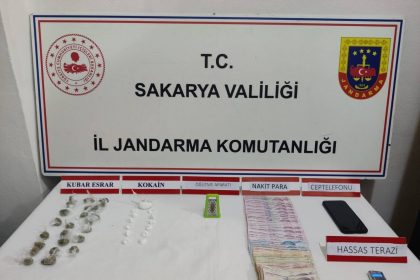 T.C.
SAKARYA VALİLİĞİ
İL JANDARMA KOMUTANLIĞI
JANDARMA
KUBAR ESRAR
KOKAİN
NAKİT PARA
CEPTELEFONU
HASSAS TERAZİ